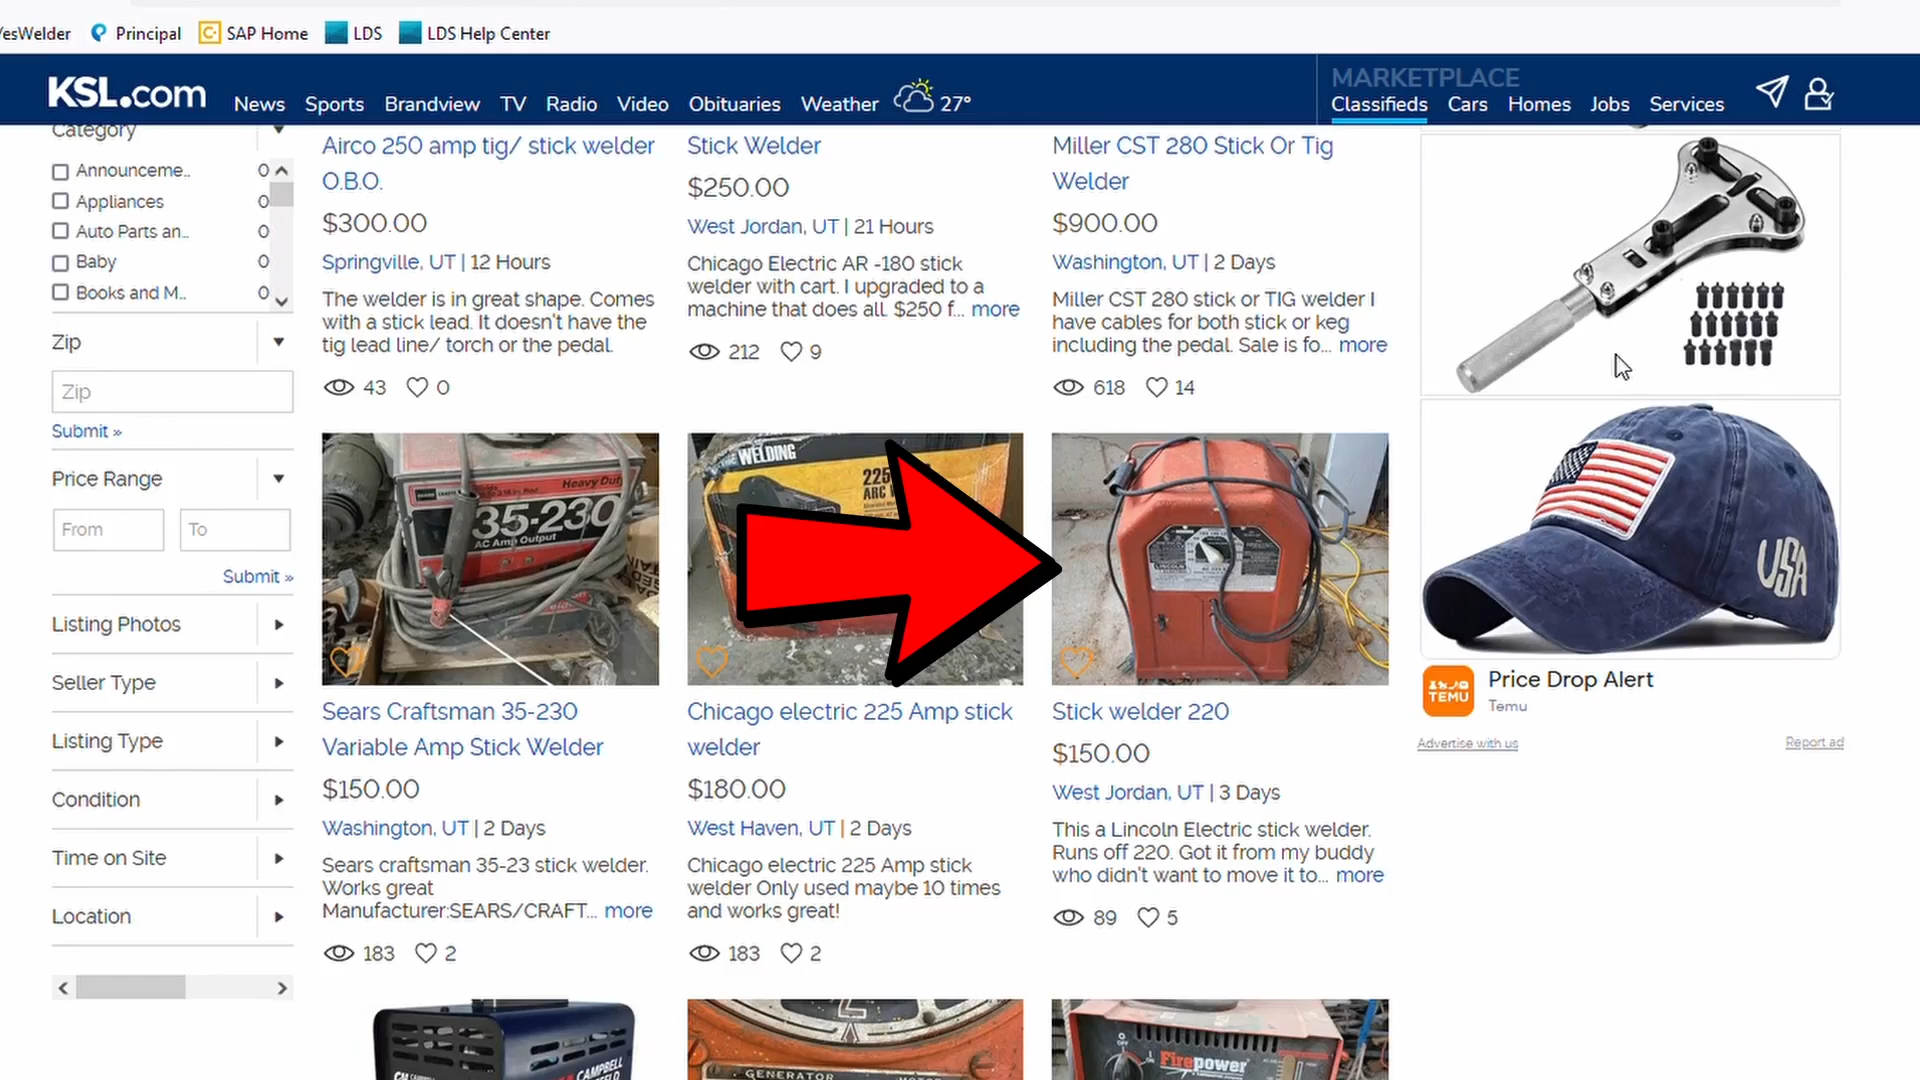 YesWelder Principal SAP Home LDS LDS Help Center
KSL.com News Sports Brandview TV Radio Video Obituaries Weather 27°
MARKETPLACE
Classifieds Cars Homes Jobs Services
Category
Announceme.. 0
Appliances 0
Auto Parts an.. 0
Baby 0
Books and M.. 0
Zip
Zip
Submit »
Price Range
From To
Submit »
Listing Photos
Seller Type
Listing Type
Condition
Time on Site
Location
Airco 250 amp tig/ stick welder
O.B.O.
$300.00
Springville, UT | 12 Hours
The welder is in great shape. Comes
with a stick lead. It doesn't have the
tig lead line/ torch or the pedal.
43 0
Stick Welder
$250.00
West Jordan, UT | 21 Hours
Chicago Electric AR -180 stick
welder with cart. I upgraded to a
machine that does all. $250 f... more
212 9
Miller CST 280 Stick Or Tig
Welder
$900.00
Washington, UT | 2 Days
Miller CST 280 stick or TIG welder I
have cables for both stick or keg
including the pedal. Sale is fo... more
618 14
Heavy Duty
35-230
AC Amp Output
Sears Craftsman 35-230
Variable Amp Stick Welder
$150.00
Washington, UT | 2 Days
Sears craftsman 35-23 stick welder.
Works great
Manufacturer:SEARS/CRAFT... more
183 2
WELDING
225
ARC W
Chicago electric 225 Amp stick
welder
$180.00
West Haven, UT | 2 Days
Chicago electric 225 Amp stick
welder Only used maybe 10 times
and works great!
183 2
LINCOLN
Stick welder 220
$150.00
West Jordan, UT | 3 Days
This a Lincoln Electric stick welder.
Runs off 220. Got it from my buddy
who didn't want to move it to... more
89 5
USA
TEMU
Price Drop Alert
Temu
Advertise with us Report ad
CAMPBELL
GENERATOR
Firepower